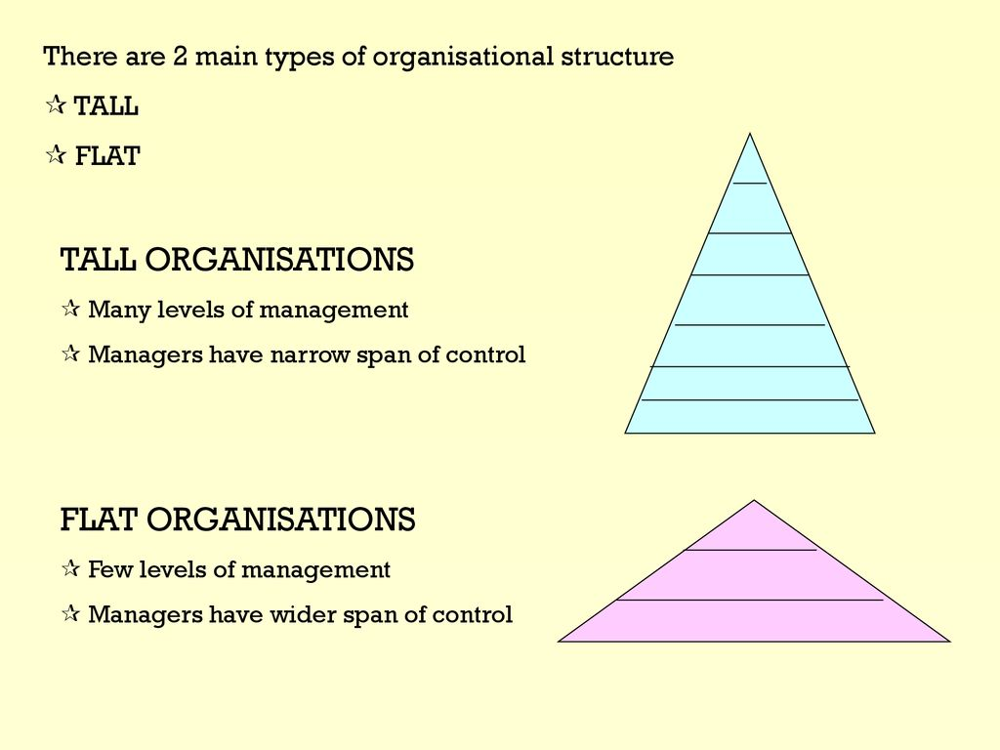 There are 2 main types of organisational structure
✰ TALL
✰ FLAT
TALL ORGANISATIONS
✰ Many levels of management
✰ Managers have narrow span of control
FLAT ORGANISATIONS
✰ Few levels of management
✰ Managers have wider span of control